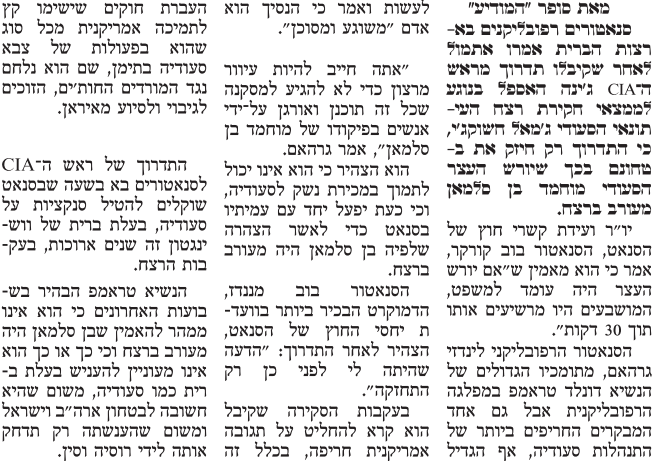 מאת סופר "המודיע"
סנאטורים רפובליקנים בא-
רצות הברית אמרו אתמול
לאחר שקיבלו תדרוך מראש
ה־CIA ג'ינה האספל בנוגע
לממצאי חקירת רצח העי-
תונאי הסעודי ג'מאל חשוקג'י,
כי התדרוך רק חיזק את ב-
טחונם בכך שיורש העצר
הסעודי מוחמד בן סלמאן
מעורב ברצח.
יו"ר ועידת קשרי חוץ של
הסנאט, הסנאטור בוב קורקר,
אמר כי הוא מאמין ש"אם יורש
העצר היה עומד למשפט,
המושבעים היו מרשיעים אותו
תוך 30 דקות".
הסנאטור הרפובליקני לינדזי
גרהאם, מתומכיו הגדולים של
הנשיא דונלד טראמפ במפלגה
הרפובליקנית אבל גם אחד
המבקרים החריפים ביותר של
התנהלות סעודיה, אף הגדיל
לעשות ואמר כי הנסיך הוא
אדם "משוגע ומסוכן".
"אתה חייב להיות עיוור
מרצון כדי לא להגיע למסקנה
שכל זה תוכנן ואורגן על־ידי
אנשים בפיקודו של מוחמד בן
סלמאן", אמר גרהאם.
הוא הצהיר כי הוא אינו יכול
לתמוך במכירת נשק לסעודיה,
וכי כעת יפעל יחד עם עמיתיו
בסנאט כדי לאשר הצהרה
שלפיה בן סלמאן היה מעורב
ברצח.
הסנאטור בוב מננדז,
הדמוקרט הבכיר ביותר בוועד-
ת יחסי החוץ של הסנאט,
הצהיר לאחר התדרוך: "הדעה
שהיתה לי לפני כן רק
התחזקה".
בעקבות הסקירה שקיבל
הוא קרא להחליט על תגובה
אמריקנית חריפה, בכלל זה
העברת חוקים שישימו קץ
לתמיכה אמריקנית מכל סוג
שהוא בפעולות של צבא
סעודיה בתימן, שם הוא נלחם
נגד המורדים החות'ים, הזוכים
לגיבוי ולסיוע מאיראן.
התדרוך של ראש ה־CIA
לסנאטורים בא בשעה שבסנאט
שוקלים להטיל סנקציות על
סעודיה, בעלת ברית של ווש-
ינגטון זה שנים ארוכות, בעק-
בות הרצח.
הנשיא טראמפ הבהיר בש-
בועות האחרונים כי הוא אינו
ממהר להאמין שבן סלמאן היה
מעורב ברצח וכי כך או כך הוא
אינו מעוניין להעניש בעלת ב-
רית כמו סעודיה, משום שהיא
חשובה לבטחון ארה"ב וישראל
ומשום שהענשתה רק תדחק
אותה לידי רוסיה וסין.